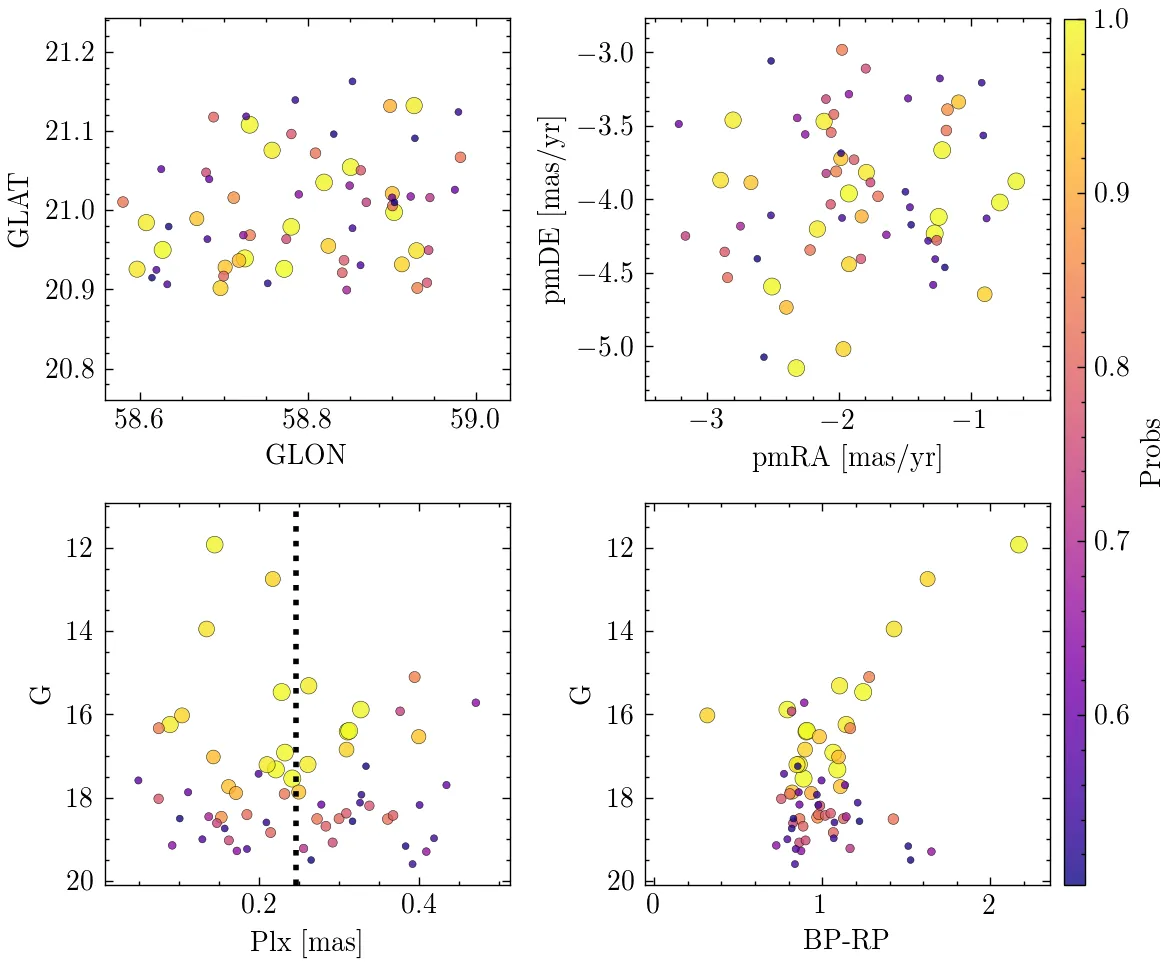 21.2
21.1
21.0
20.9
20.8
GLAT
58.6 58.8 59.0
GLON
−3.0
−3.5
−4.0
−4.5
−5.0
pmDE [mas/yr]
−3 −2 −1
pmRA [mas/yr]
12
14
16
18
20
G
0.2 0.4
Plx [mas]
12
14
16
18
20
G
0 1 2
BP-RP
1.0
0.9
0.8
0.7
0.6
Probs